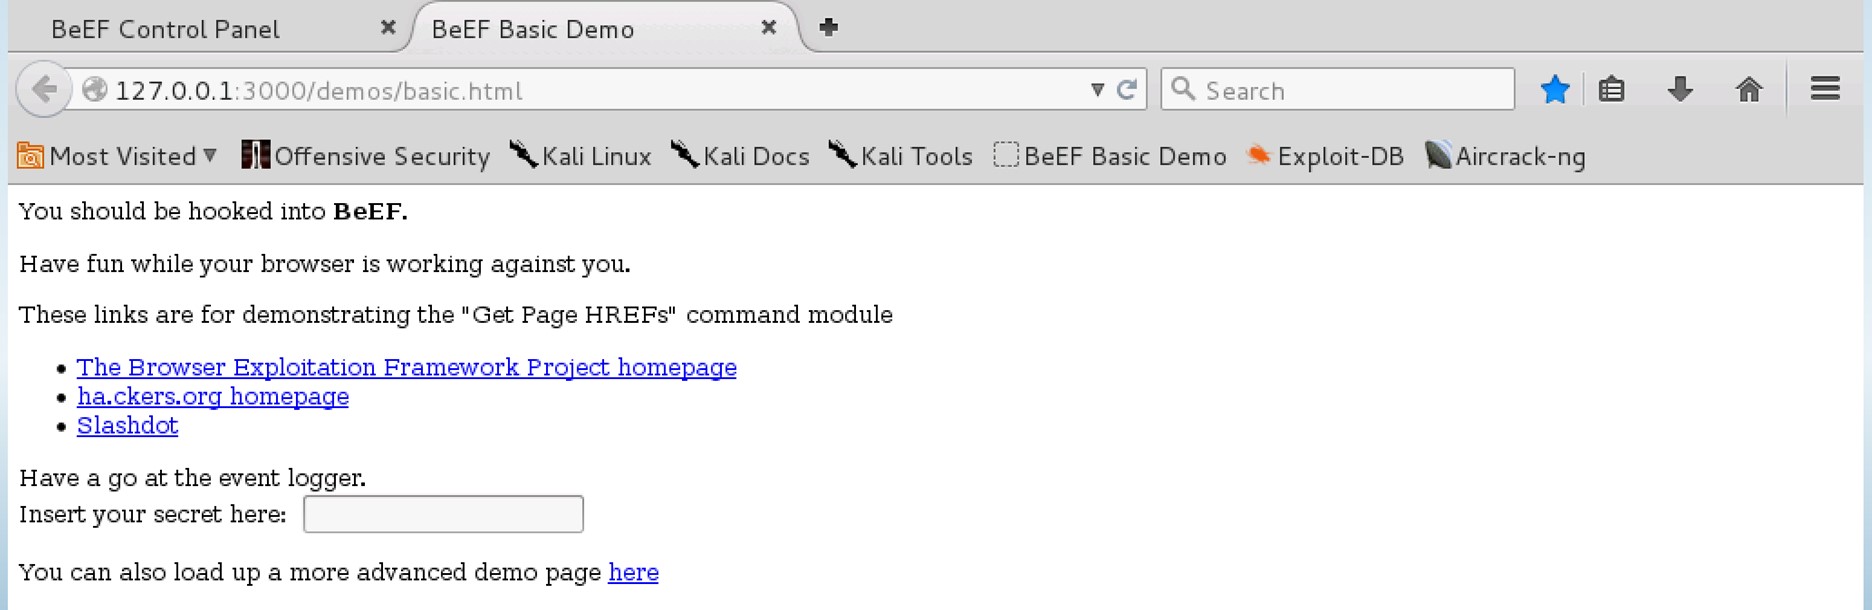 BeEF Control Panel BeEF Basic Demo
127.0.0.1:3000/demos/basic.html Search
Most Visited Offensive Security Kali Linux Kali Docs Kali Tools BeEF Basic Demo Exploit-DB Aircrack-ng
You should be hooked into BeEF.
Have fun while your browser is working against you.
These links are for demonstrating the "Get Page HREFs" command module
• The Browser Exploitation Framework Project homepage
• ha.ckers.org homepage
• Slashdot
Have a go at the event logger.
Insert your secret here:
You can also load up a more advanced demo page here